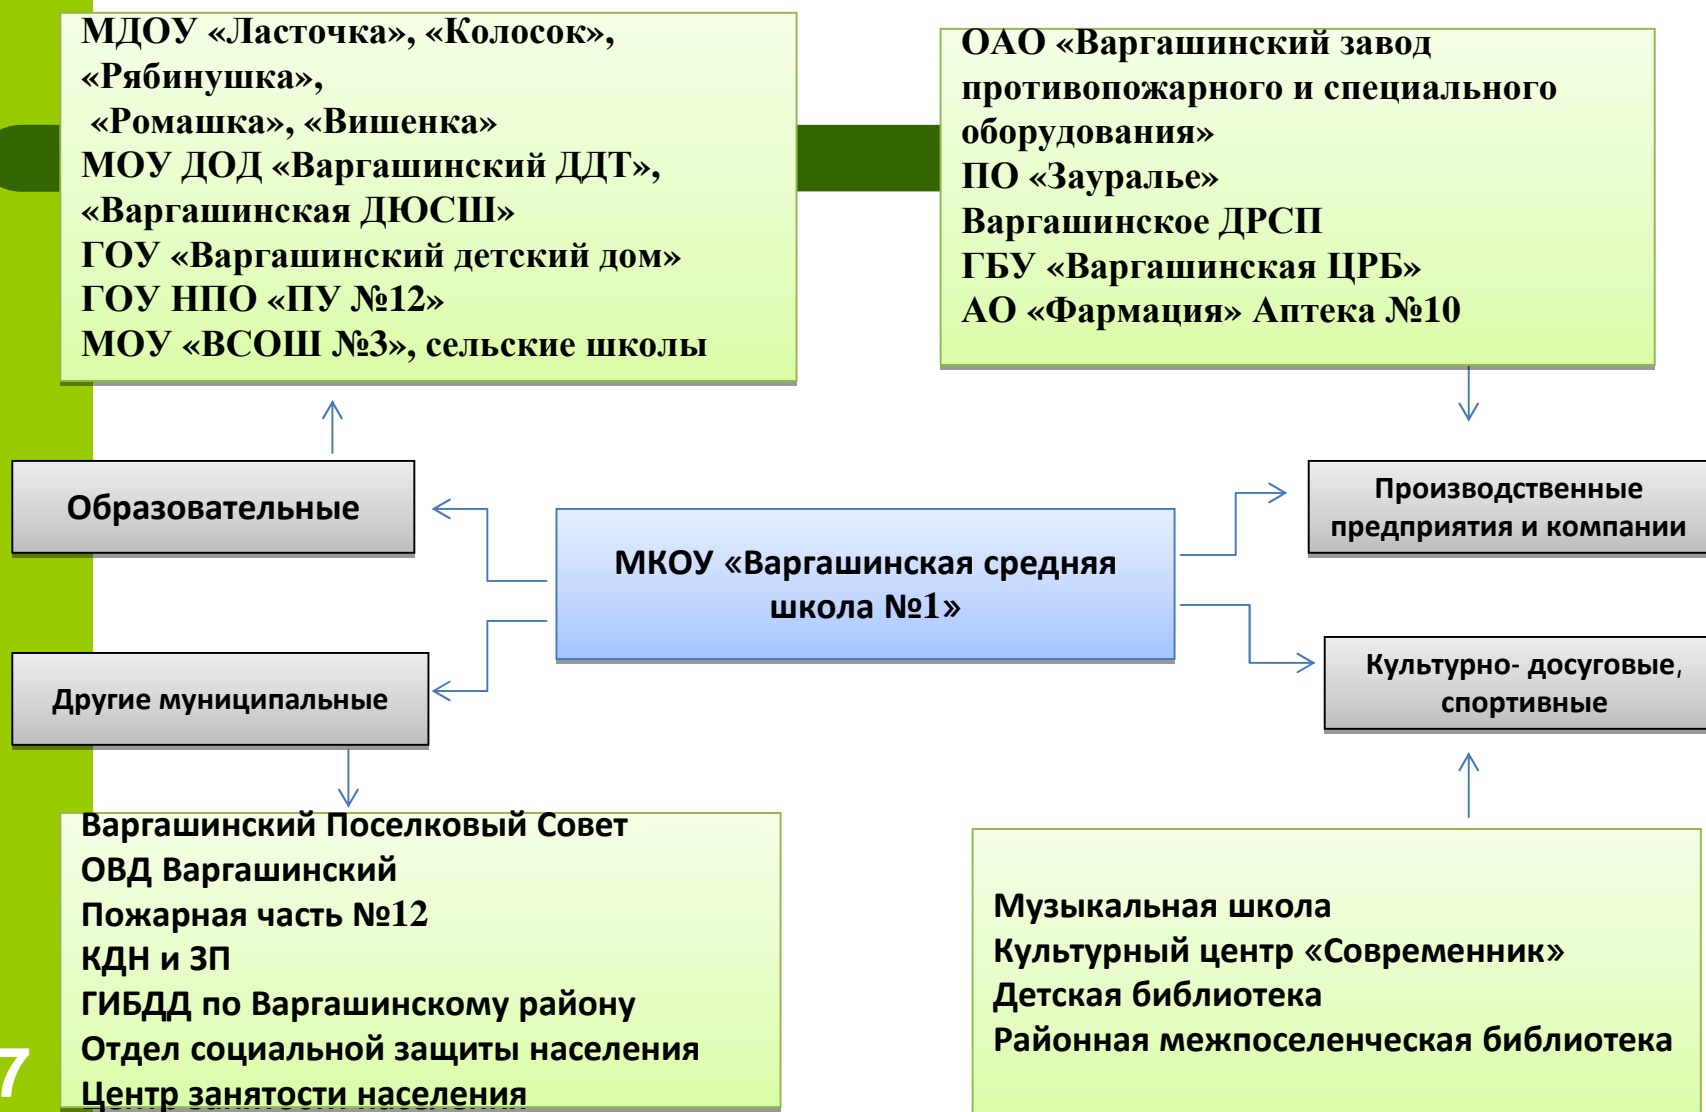 МДОУ «Ласточка», «Колосок»,
«Рябинушка»,
«Ромашка», «Вишенка»
МОУ ДОД «Варгашинский ДДТ»,
«Варгашинская ДЮСШ»
ГОУ «Варгашинский детский дом»
ГОУ НПО «ПУ №12»
МОУ «ВСОШ №3», сельские школы
ОАО «Варгашинский завод
противопожарного и специального
оборудования»
ПО «Зауралье»
Варгашинское ДРСП
ГБУ «Варгашинская ЦРБ»
АО «Фармация» Аптека №10
Образовательные
Производственные
предприятия и компании
МКОУ «Варгашинская средняя
школа №1»
Другие муниципальные
Культурно- досуговые,
спортивные
Варгашинский Поселковый Совет
ОВД Варгашинский
Пожарная часть №12
КДН и ЗП
ГИБДД по Варгашинскому району
Отдел социальной защиты населения
Центр занятости населения
Музыкальная школа
Культурный центр «Современник»
Детская библиотека
Районная межпоселенческая библиотека
7